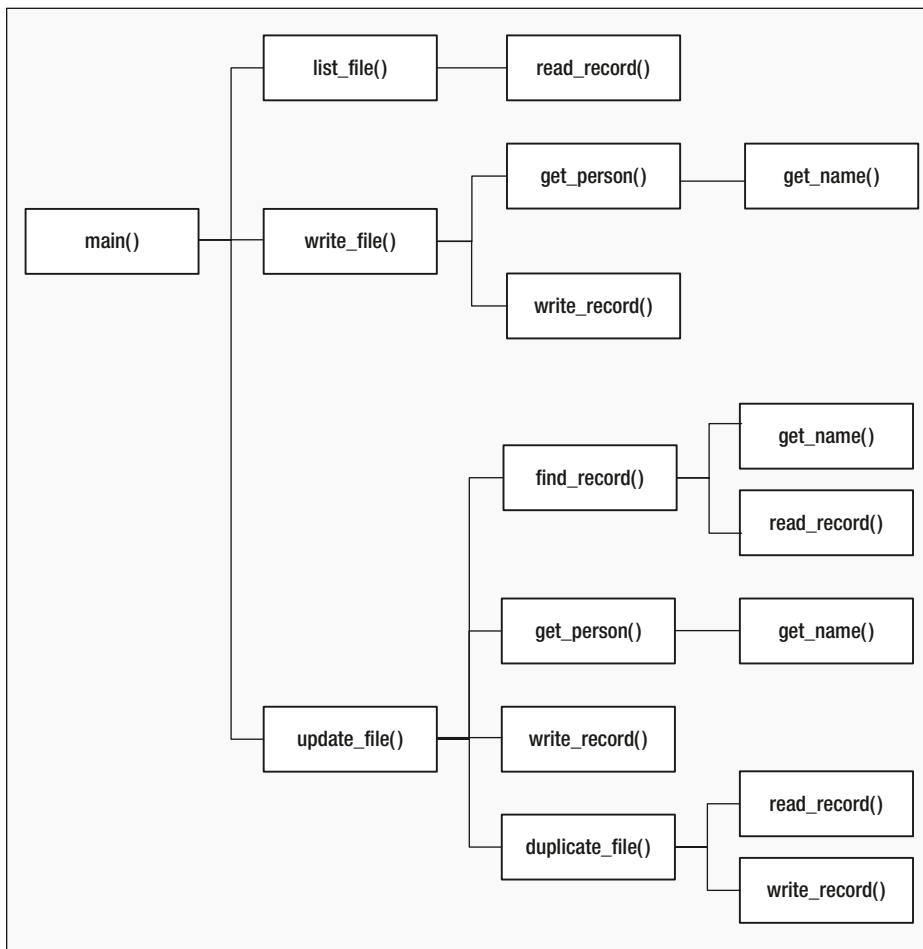 list_file()
read_record()
get_person()
get_name()
main()
write_file()
write_record()
get_name()
find_record()
read_record()
get_person()
get_name()
update_file()
write_record()
read_record()
duplicate_file()
write_record()